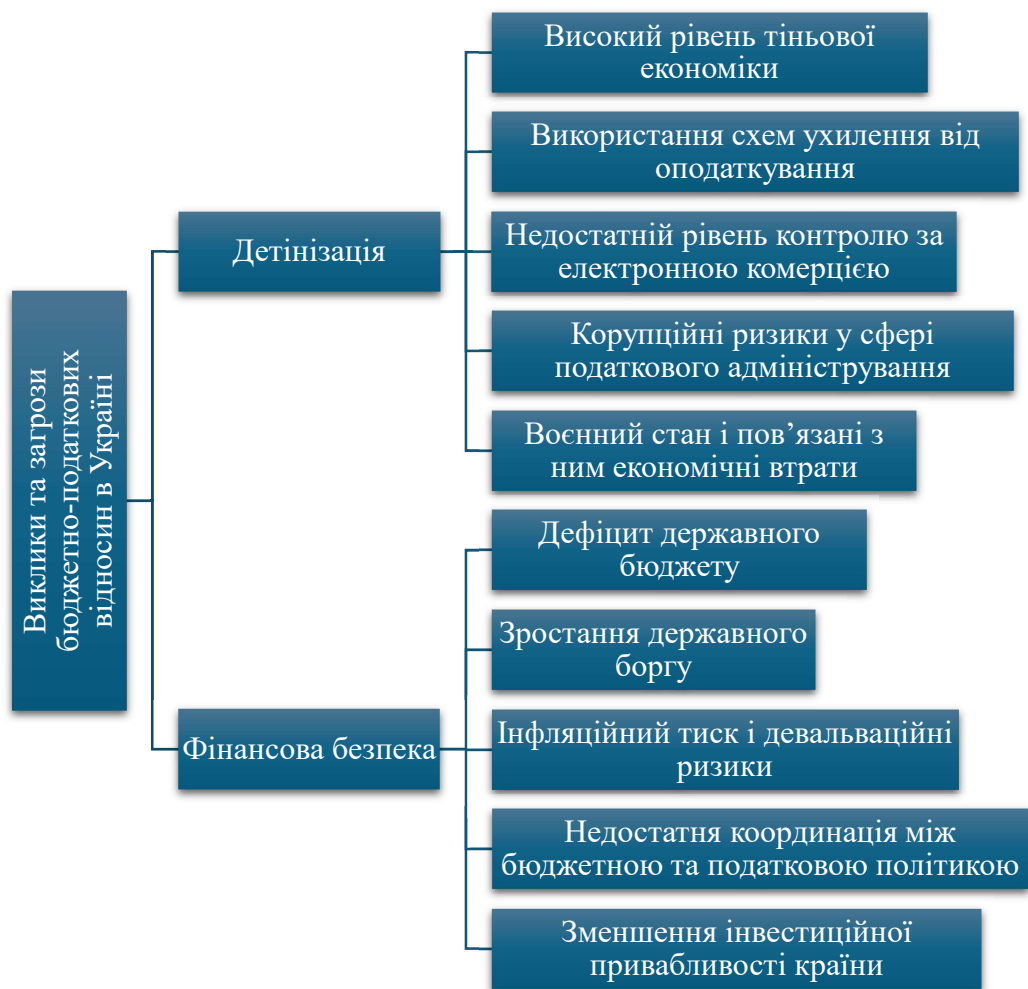 Виклики та загрози
бюджетно-податкових
відносин в Україні
Детінізація
Високий рівень тіньової
економіки
Використання схем ухилення від
оподаткування
Недостатній рівень контролю за
електронною комерцією
Корупційні ризики у сфері
податкового адміністрування
Воєнний стан і пов’язані з
ним економічні втрати
Фінансова безпека
Дефіцит державного
бюджету
Зростання державного
боргу
Інфляційний тиск і девальваційні
ризики
Недостатня координація між
бюджетною та податковою політикою
Зменшення інвестиційної
привабливості країни